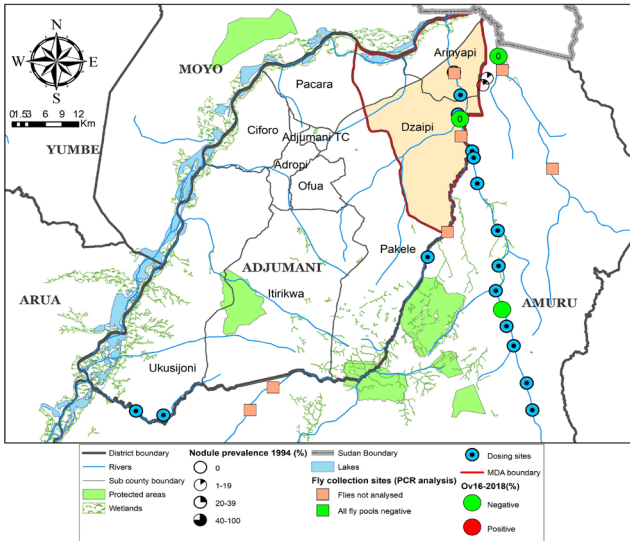 N
W E
S
01.53 6 9 12
Km
MOYO
Arinyapi
0
Pacara
Ciforo
Adjumani TC
Dzaipi
0
YUMBE
Adropi
Ofua
Pakele
ADJUMANI
ARUA
Itirikwa
AMURU
Ukusijoni
District boundary
Rivers
Sub county boundary
Protected areas
Wetlands
Nodule prevalence 1994 (%)
0
1-19
20-39
40-100
Sudan Boundary
Lakes
Fly collection sites (PCR analysis)
Flies not analysed
All fly pools negative
Dosing sites
MDA boundary
Ov16-2018(%)
Negative
Positive